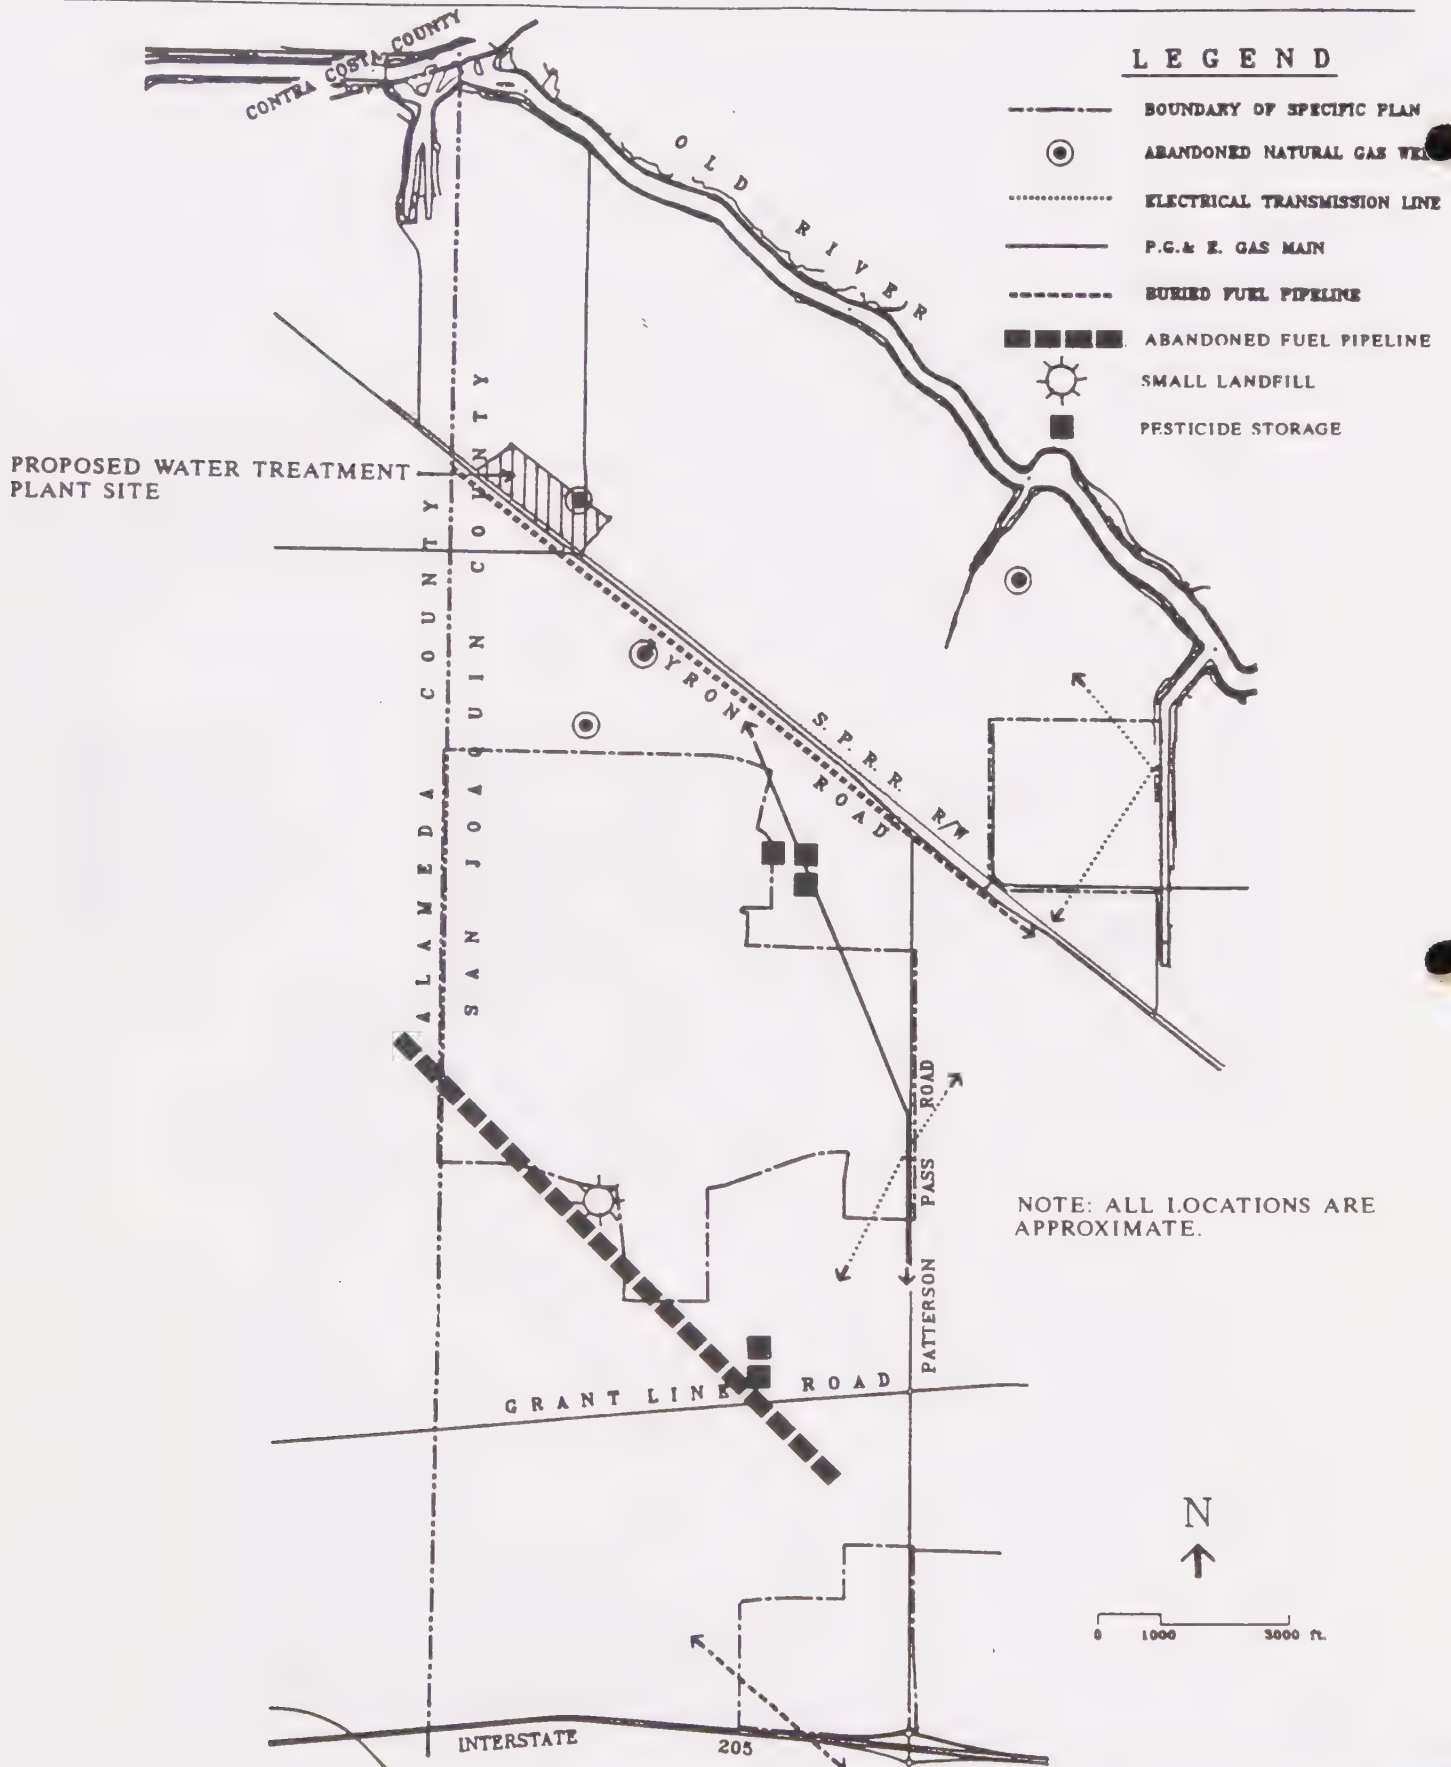 CONTRA COSTA COUNTY
LEGEND
BOUNDARY OF SPECIFIC PLAN
ABANDONED NATURAL GAS
ELECTRICAL TRANSMISSION LINE
P.G.& E. GAS MAIN
BURIED FUEL PIPELINE
ABANDONED FUEL PIPELINE
SMALL LANDFILL
PESTICIDE STORAGE
OLD RIVER
PROPOSED WATER TREATMENT
PLANT SITE
ALAMEDA COUNTY
SAN JOAQUIN COUNTY
YRON ROAD
S.P.R.R. R/W
PATTERSON PASS ROAD
NOTE: ALL LOCATIONS ARE
APPROXIMATE.
GRANT LINE ROAD
N
0 1000 3000 ft.
INTERSTATE 205